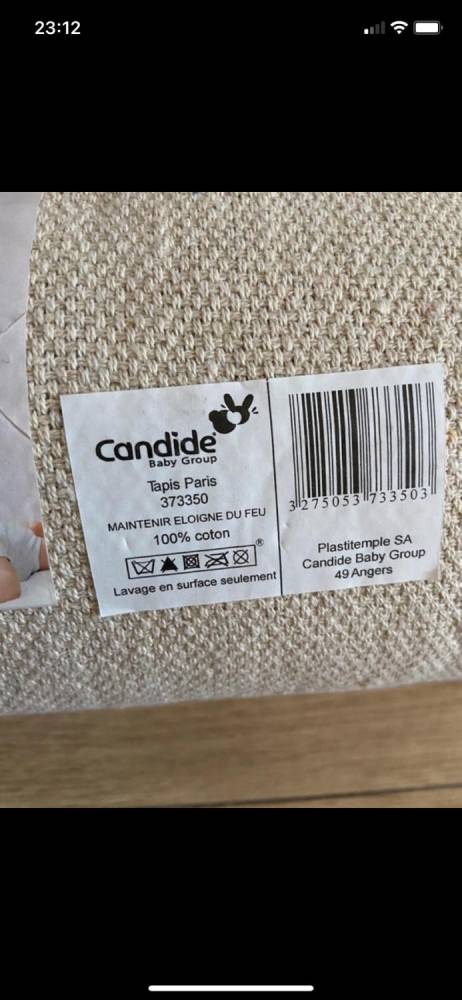 23:12
Candide
Baby Group
Tapis Paris
373350
MAINTENIR ELOIGNE DU FEU
100% coton
®
Lavage en surface seulement
3 275053 733503
Plastitemple SA
Candide Baby Group
49 Angers